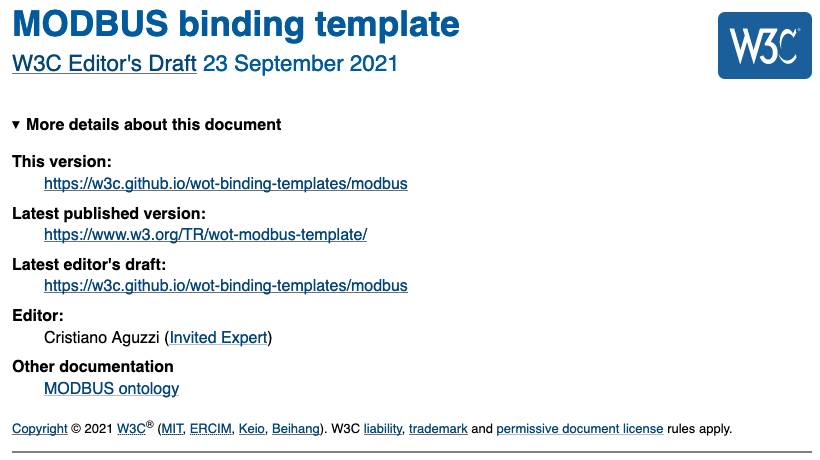 MODBUS binding template
W3C
W3C Editor's Draft 23 September 2021
▼ More details about this document
This version:
https://w3c.github.io/wot-binding-templates/modbus
Latest published version:
https://www.w3.org/TR/wot-modbus-template/
Latest editor's draft:
https://w3c.github.io/wot-binding-templates/modbus
Editor:
Cristiano Aguzzi (Invited Expert)
Other documentation
MODBUS ontology
Copyright © 2021 W3C® (MIT, ERCIM, Keio, Beihang). W3C liability, trademark and permissive document license rules apply.